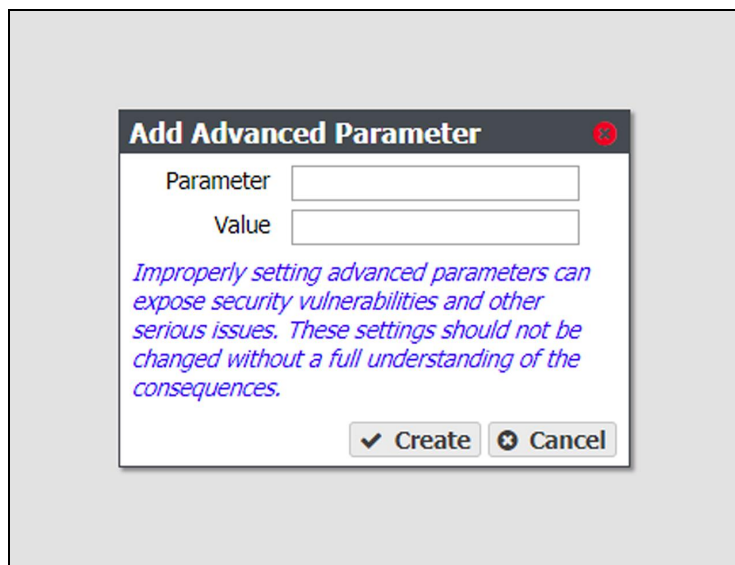 Add Advanced Parameter
Parameter
Value
Improperly setting advanced parameters can
expose security vulnerabilities and other
serious issues. These settings should not be
changed without a full understanding of the
consequences.
Create Cancel